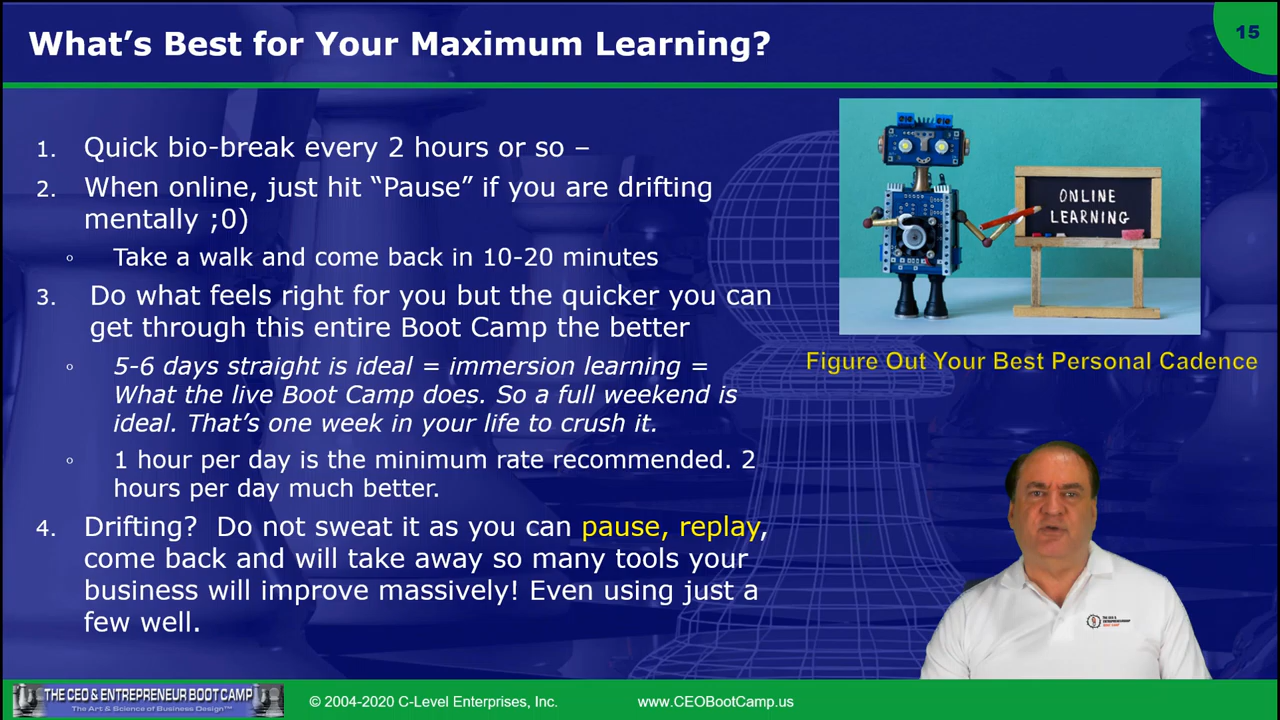 What's Best for Your Maximum Learning?
15
1. Quick bio-break every 2 hours or so –
2. When online, just hit “Pause” if you are drifting
mentally ;0)
◦ Take a walk and come back in 10-20 minutes
3. Do what feels right for you but the quicker you can
get through this entire Boot Camp the better
◦ 5-6 days straight is ideal = immersion learning =
What the live Boot Camp does. So a full weekend is
ideal. That’s one week in your life to crush it.
◦ 1 hour per day is the minimum rate recommended. 2
hours per day much better.
4. Drifting? Do not sweat it as you can pause, replay,
come back and will take away so many tools your
business will improve massively! Even using just a
few well.
ONLINE
LEARNING
Figure Out Your Best Personal Cadence
THE CEO &
ENTREPRENEURSHIP
BOOT CAMP
THE CEO & ENTREPRENEUR BOOT CAMP
The Art & Science of Business Design™
© 2004-2020 C-Level Enterprises, Inc.
www.CEOBootCamp.us